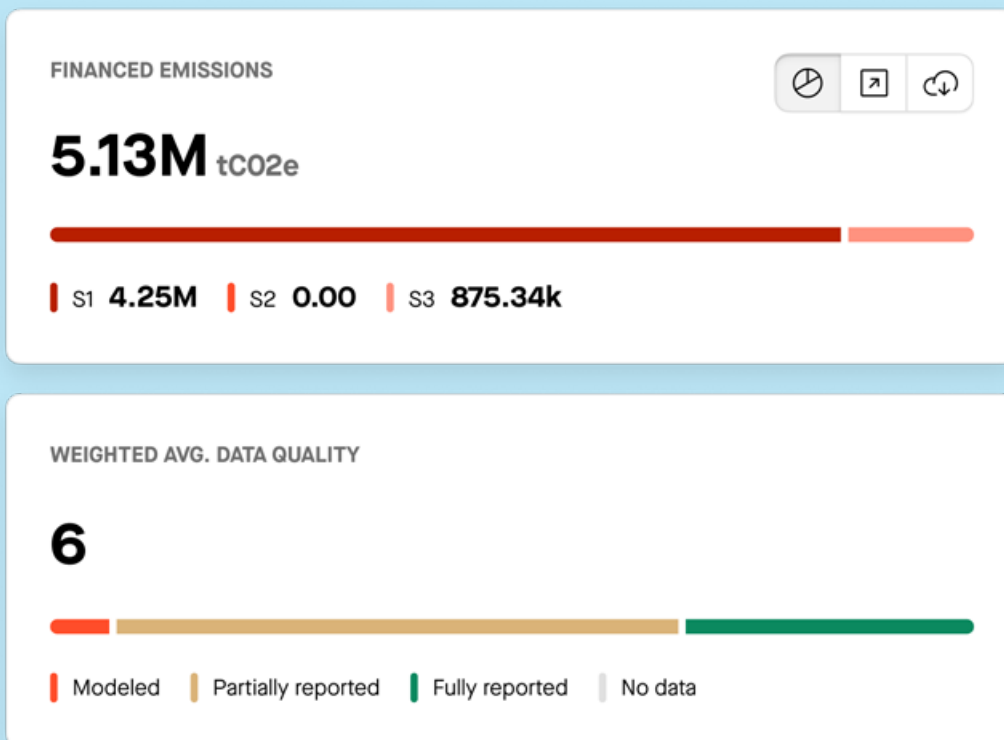 FINANCED EMISSIONS
5.13M tCO2e
S1 4.25M S2 0.00 S3 875.34k
WEIGHTED AVG. DATA QUALITY
6
Modeled Partially reported Fully reported No data